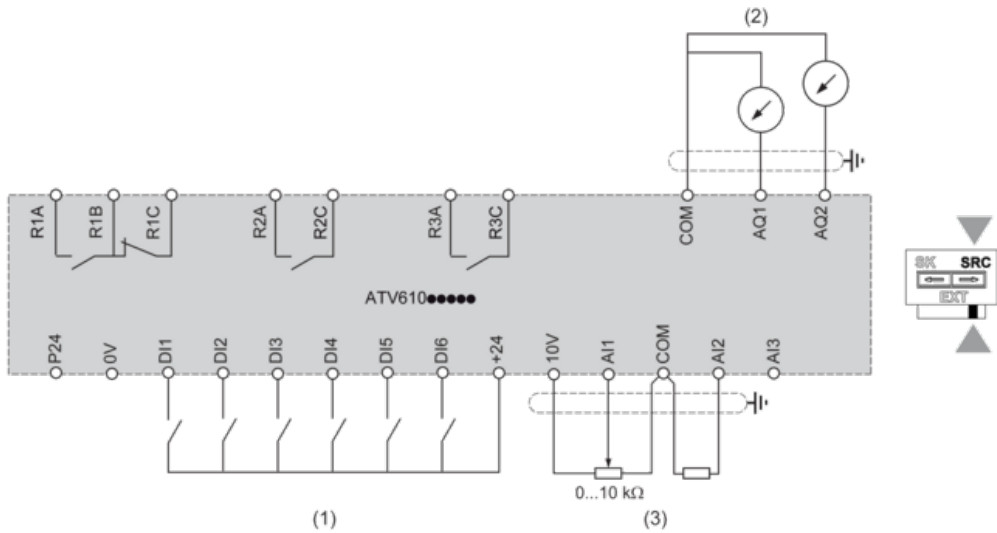 (2)
R1A
R1B
R1C
R2A
R2C
R3A
R3C
COM
AQ1
AQ2
SK
SRC
EXT
ATV610●●●●●
P24
0V
DI1
DI2
DI3
DI4
DI5
DI6
+24
10V
AI1
COM
AI2
AI3
0...10 kΩ
(1)
(3)